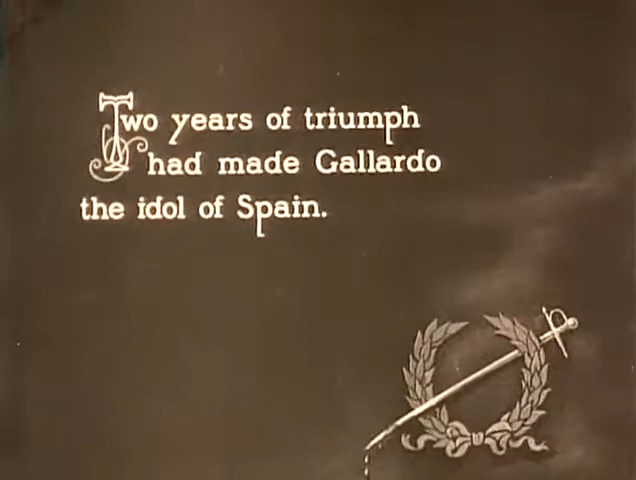 Two years of triumph
had made Gallardo
the idol of Spain.